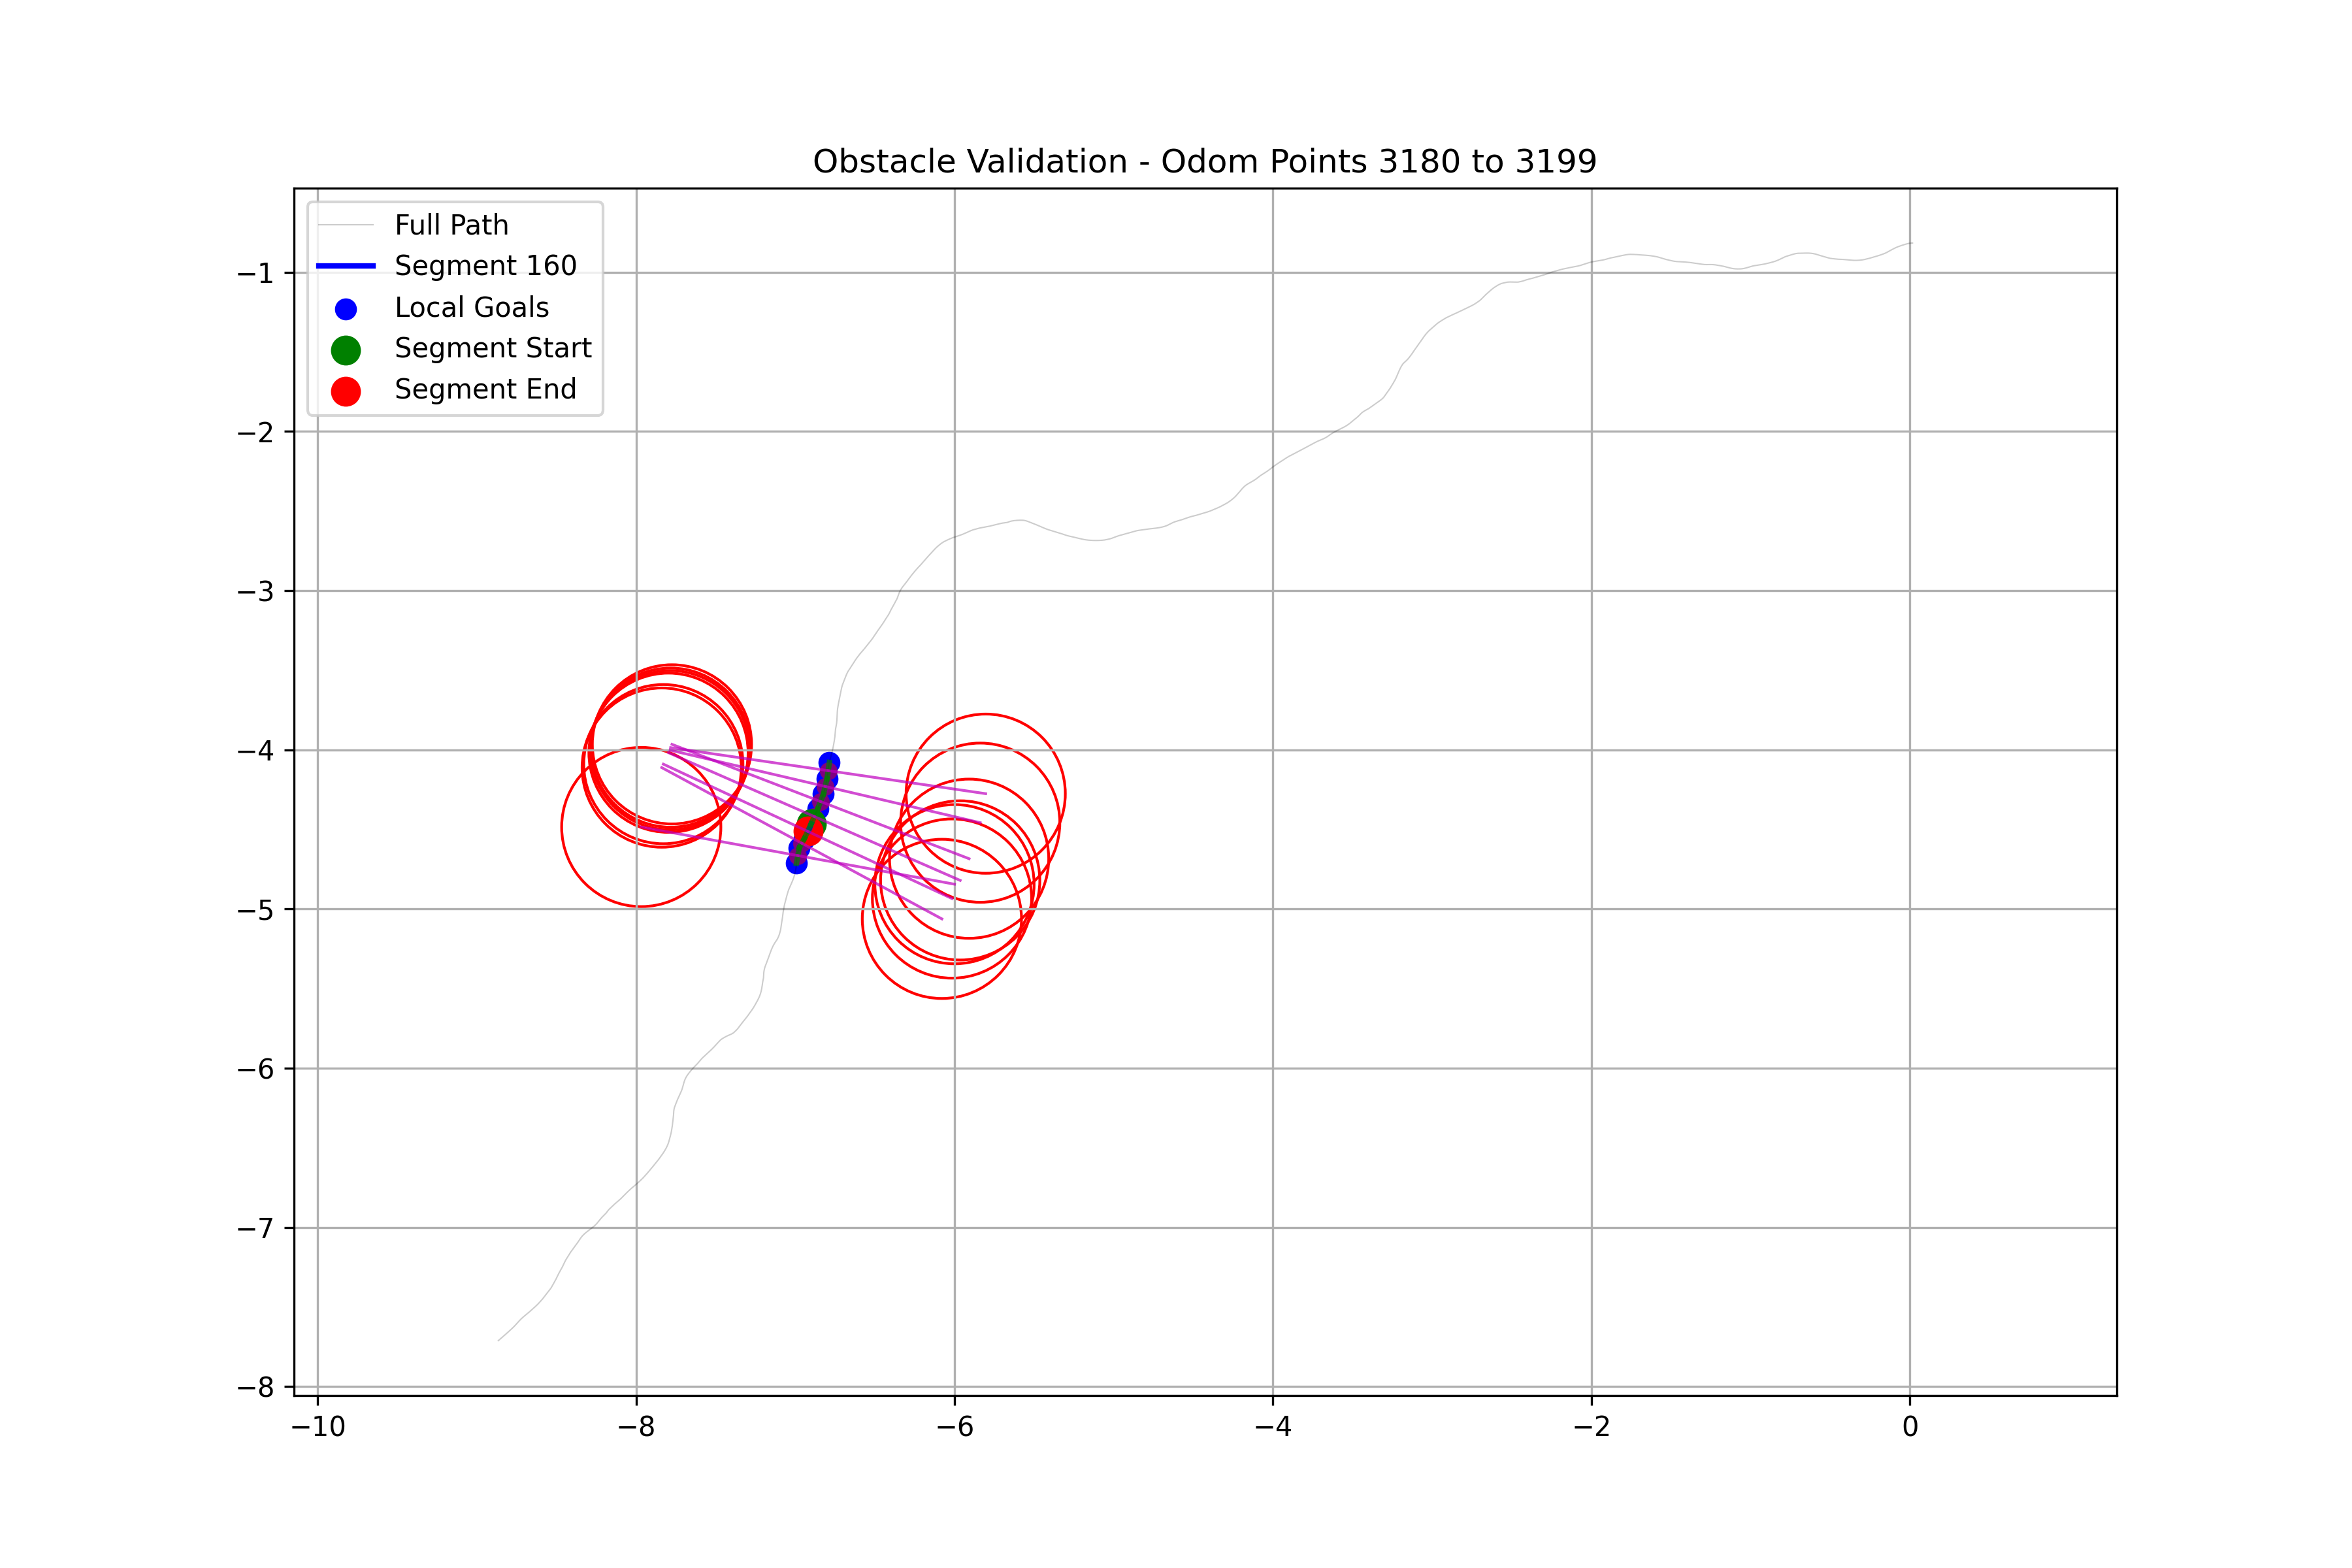 Obstacle Validation - Odom Points 3180 to 3199
Full Path
Segment 160
Local Goals
Segment Start
Segment End
−1
−2
−3
−4
−5
−6
−7
−8
−10
−8
−6
−4
−2
0